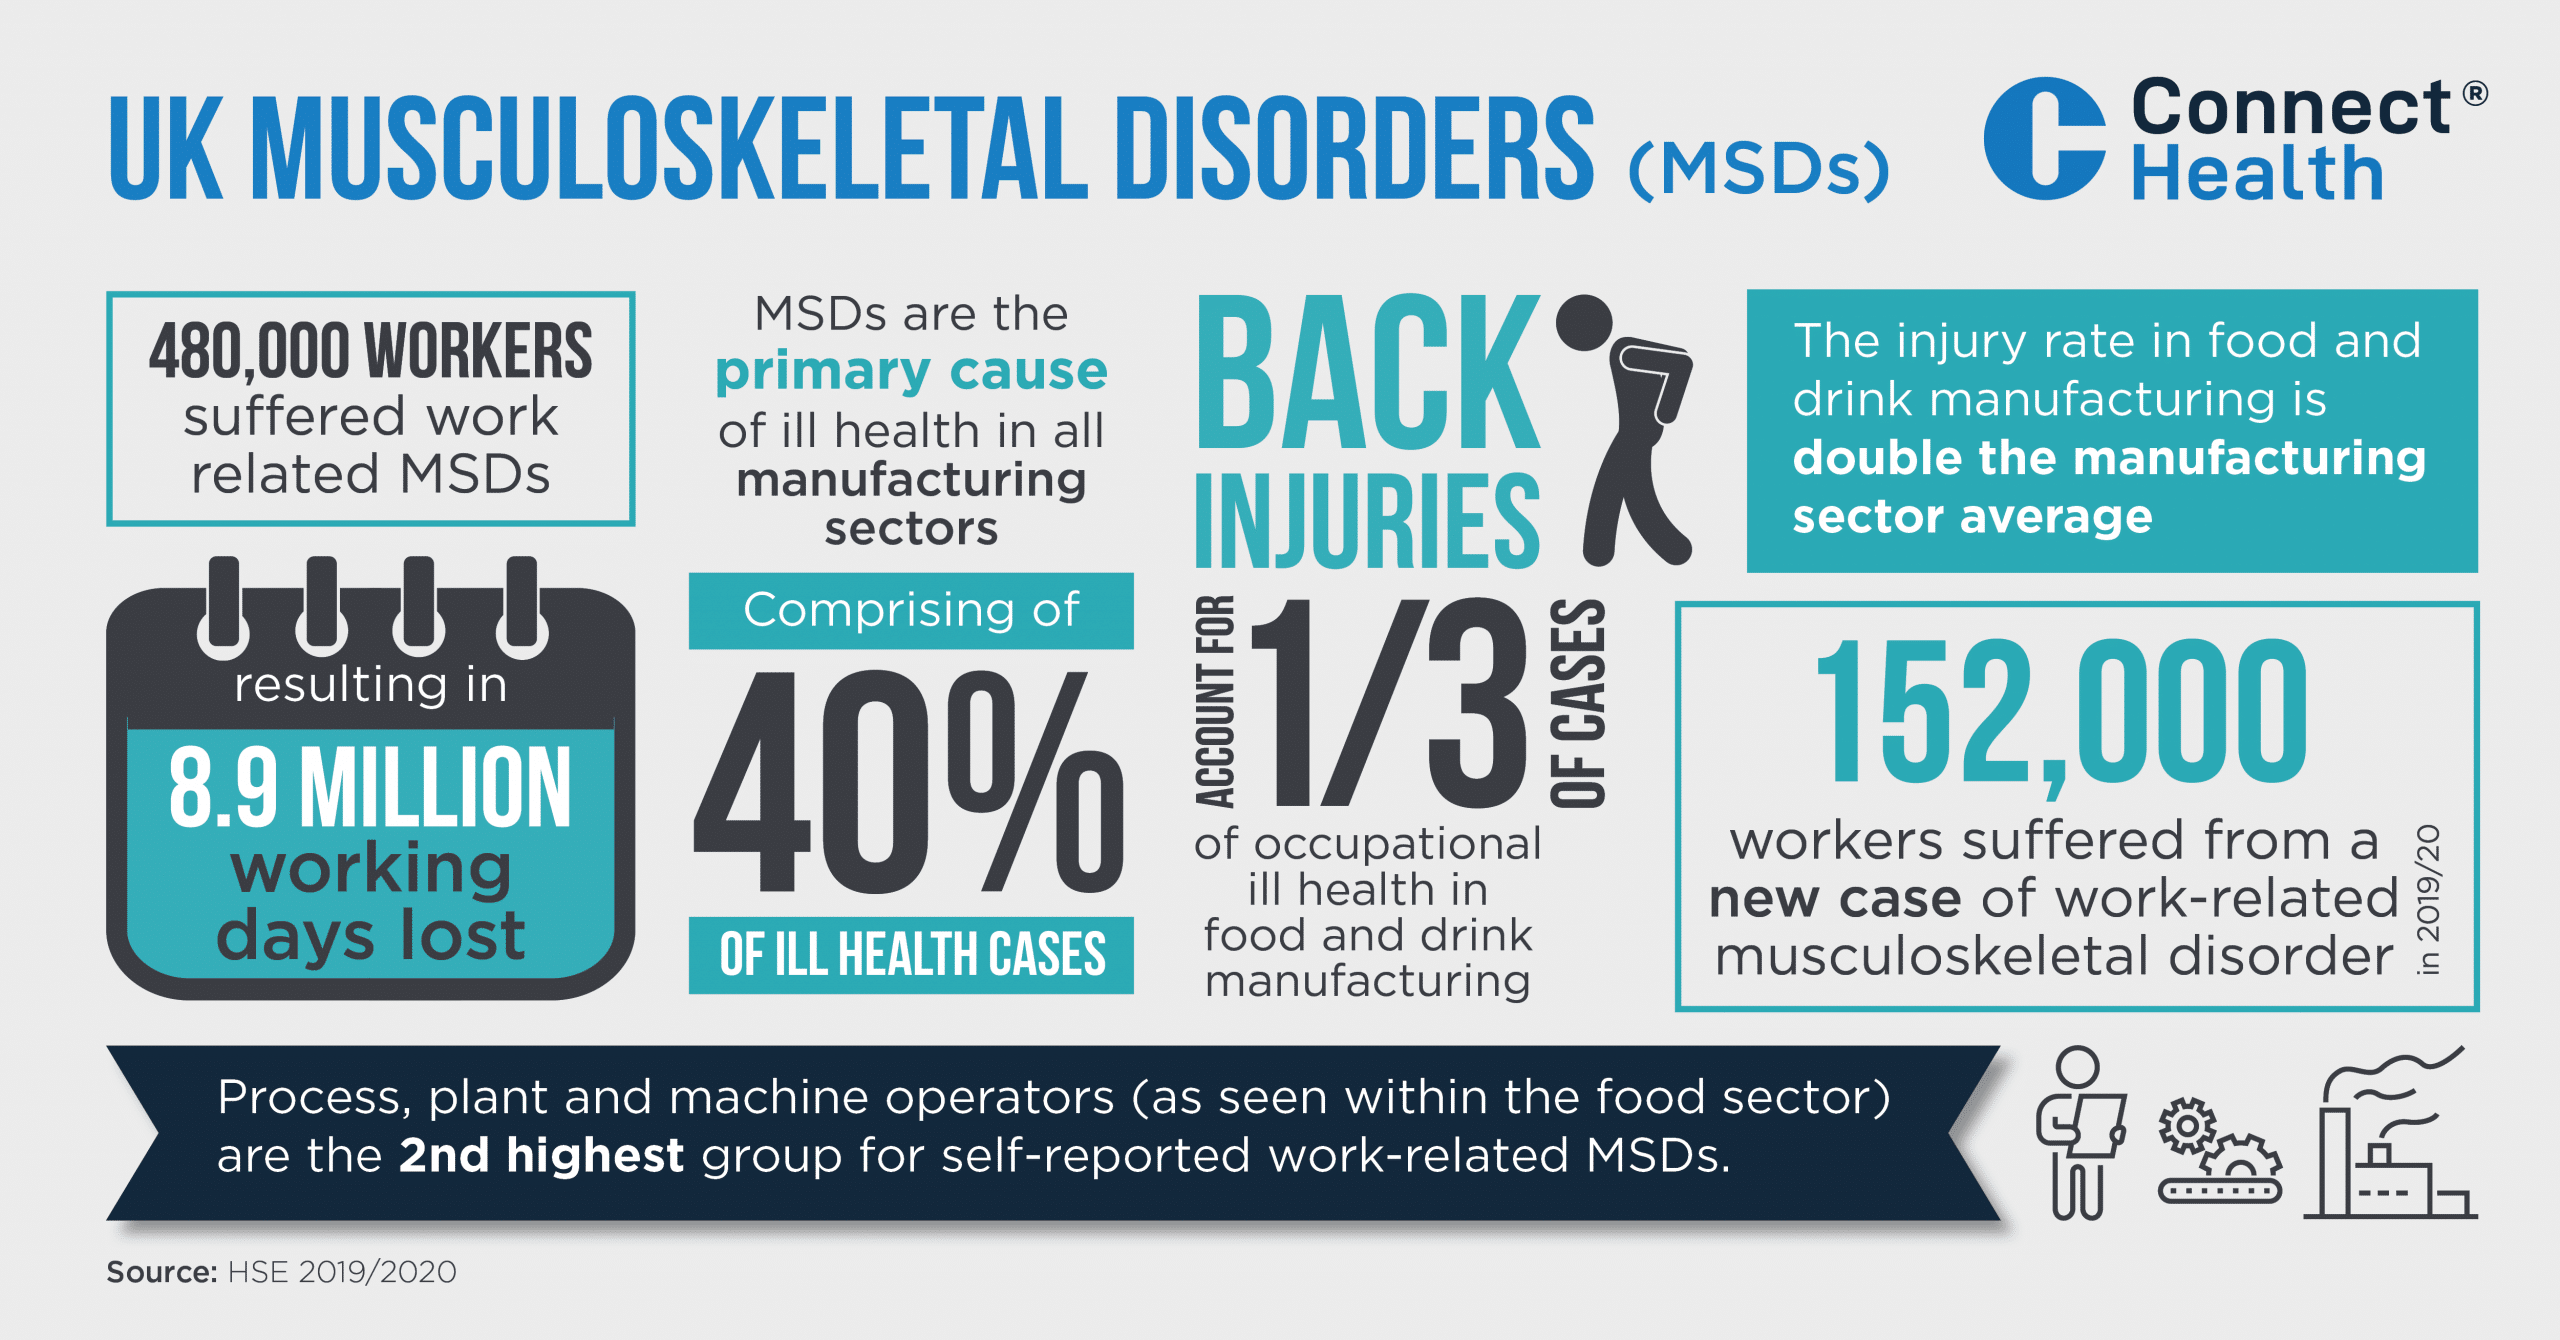 UK MUSCULOSKELETAL DISORDERS (MSDs)
Connect®
Health
480,000 WORKERS
suffered work
related MSDs
resulting in
8.9 MILLION
working
days lost
MSDs are the
primary cause
of ill health in all
manufacturing
sectors
Comprising of
40%
OF ILL HEALTH CASES
BACK
INJURIES
ACCOUNT FOR
1/3
OF CASES
of occupational
ill health in
food and drink
manufacturing
The injury rate in food and
drink manufacturing is
double the manufacturing
sector average
152,000
workers suffered from a
new case of work-related
musculoskeletal disorder
in 2019/20
Process, plant and machine operators (as seen within the food sector)
are the 2nd highest group for self-reported work-related MSDs.
Source: HSE 2019/2020